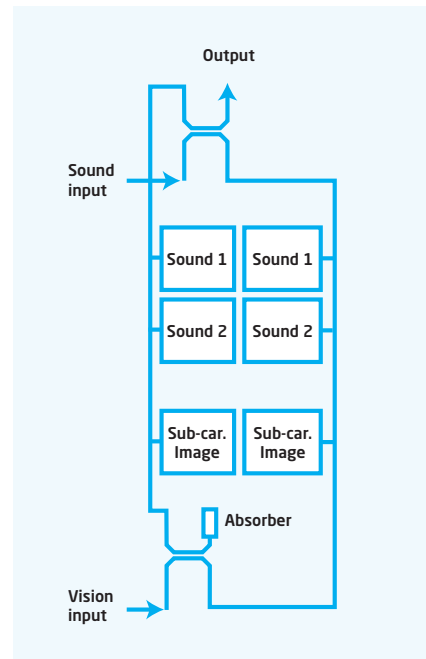 Output
Sound
input
Sound 1
Sound 1
Sound 2
Sound 2
Sub-car.
Image
Sub-car.
Image
Absorber
Vision
input